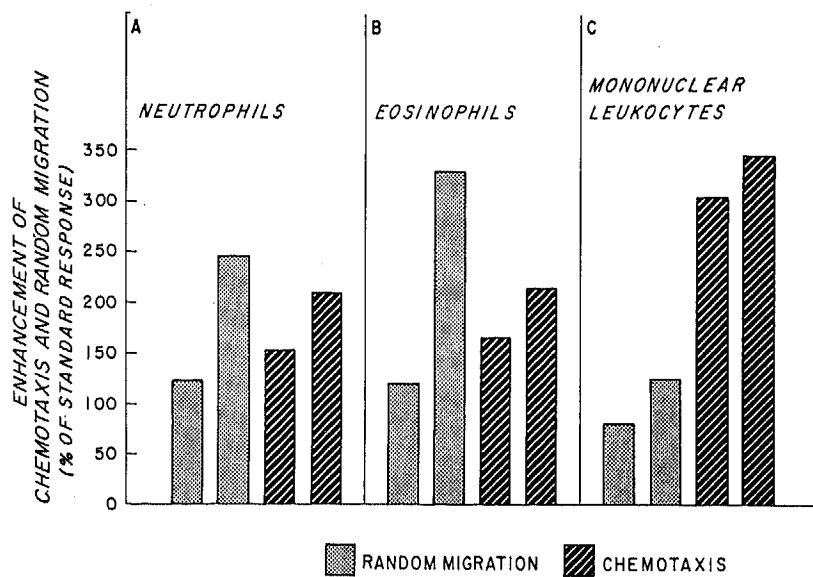 A
B
C
NEUTROPHILS
EOSINOPHILS
MONONUCLEAR
LEUKOCYTES
ENHANCEMENT OF
CHEMOTAXIS AND RANDOM MIGRATION
(% OF STANDARD RESPONSE)
350
300
250
200
150
100
50
0
RANDOM MIGRATION
CHEMOTAXIS